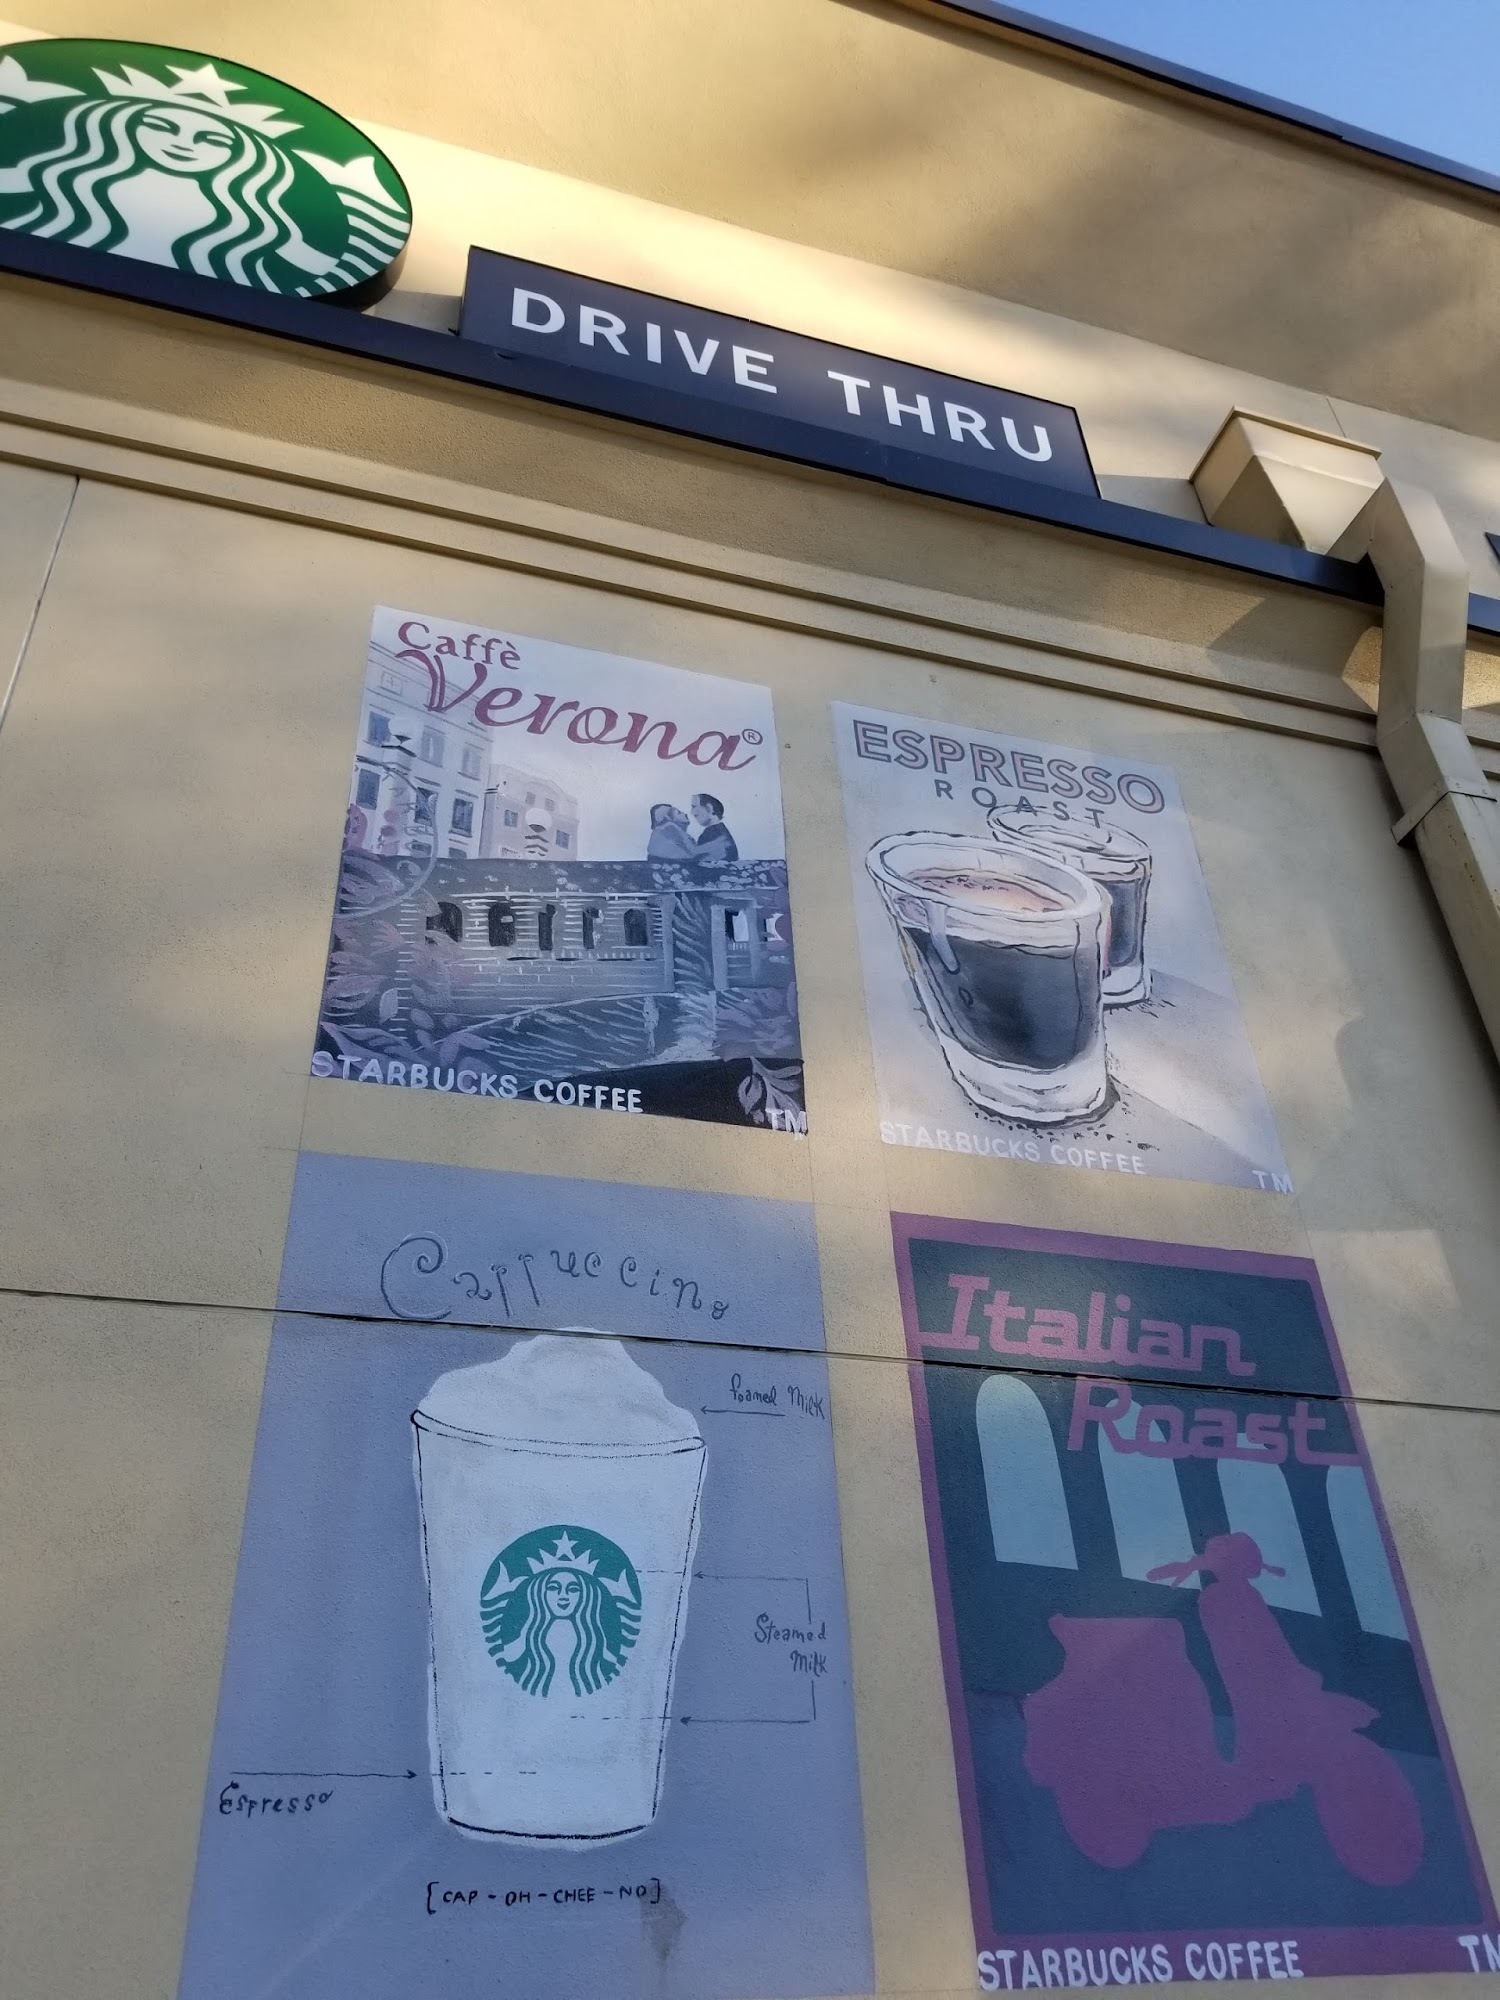 DRIVE THRU
Caffè
Verona®
STARBUCKS COFFEE
TM
ESPRESSO
ROAST
STARBUCKS COFFEE
TM
Cappuccino
foamed Milk
Steamed
Milk
Espresso
[CAP-OH-CHEE-NO]
Italian
Roast
STARBUCKS COFFEE
TM